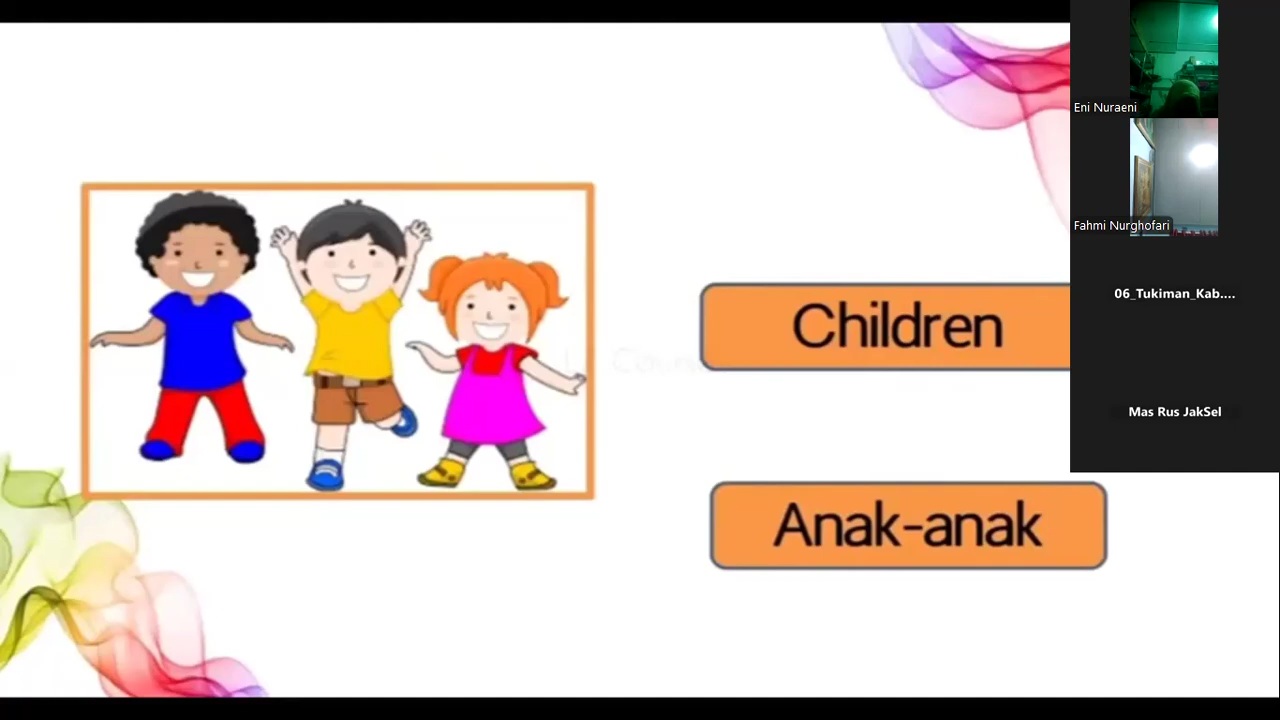 Children
Anak-anak
Eni Nuraeni
Fahmi Nurghofari
06_Tukiman_Kab....
Mas Rus JakSel